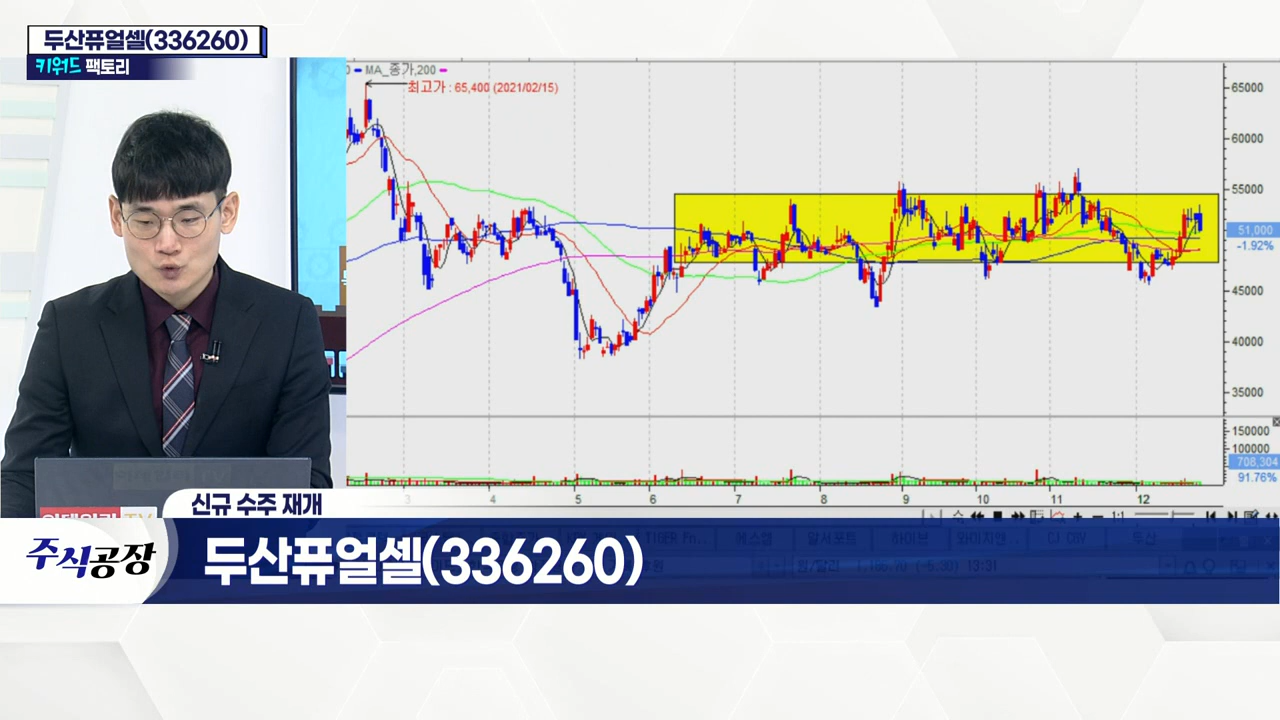 두산퓨얼셀(336260)
키워드 팩토리
MA_종가,200
최고가 : 65,400 (2021/02/15)
65000
60000
55000
51,000
-1.92%
45000
40000
35000
150000
100000
708,304
91.76%
3 4 5 6 7 8 9 10 11 12
신규 수주 재개
주식공장
두산퓨얼셀(336260)